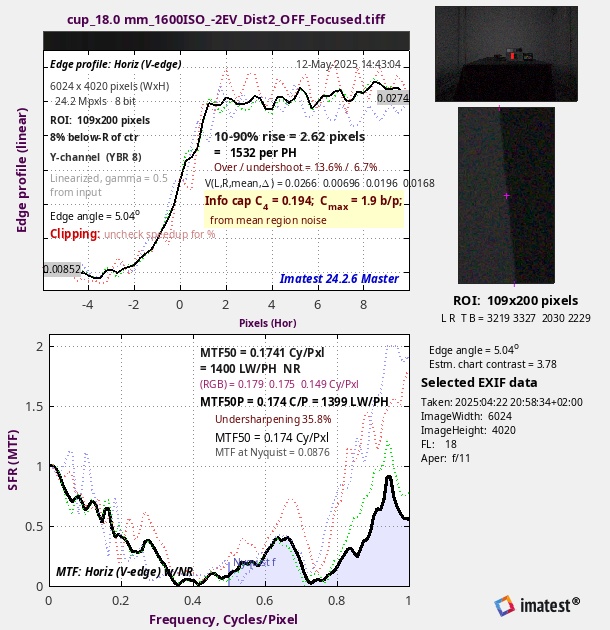 cup_18.0 mm_1600ISO_-2EV_Dist2_OFF_Focused.tiff
Edge profile: Horiz (V-edge)
12-May-2025 14:43:04
6024 x 4020 pixels (WxH)
24.2 Mpxls   8 bit
ROI:  109x200 pixels
8% below-R of ctr
Y-channel  (YBR 8)
Linearized, gamma = 0.5
from input
Edge angle = 5.04°
Clipping: uncheck speedup for %
0.0274
10-90% rise = 2.62 pixels
=   1532 per PH
Over / undershoot = 13.6% /  6.7%
V(L,R,mean,Δ) = 0.0266  0.00696  0.0196  0.0168
Info cap C4 = 0.194;  Cmax = 1.9 b/p;
from mean region noise
0.00852
Imatest 24.2.6 Master
Edge profile (linear)
-4 -2 0 2 4 6 8
Pixels (Hor)
ROI:  109x200 pixels
L R  T B = 3219 3327  2030 2229
Edge angle = 5.04°
Estm. chart contrast = 3.78
Selected EXIF data
Taken: 2025:04:22 20:58:34+02:00
ImageWidth:  6024
ImageHeight:  4020
FL:   18
Aper:  f/11
MTF50 = 0.1741 Cy/Pxl
= 1400 LW/PH  NR
(RGB) = 0.179  0.175  0.149 Cy/Pxl
MTF50P = 0.174 C/P = 1399 LW/PH
Undersharpening 35.8%
MTF50 = 0.174 Cy/Pxl
MTF at Nyquist = 0.0876
SFR (MTF)
2
1.5
1
0.5
0
Nyquist f
MTF: Horiz (V-edge) w/NR
0 0.2 0.4 0.6 0.8 1
Frequency, Cycles/Pixel
imatest®